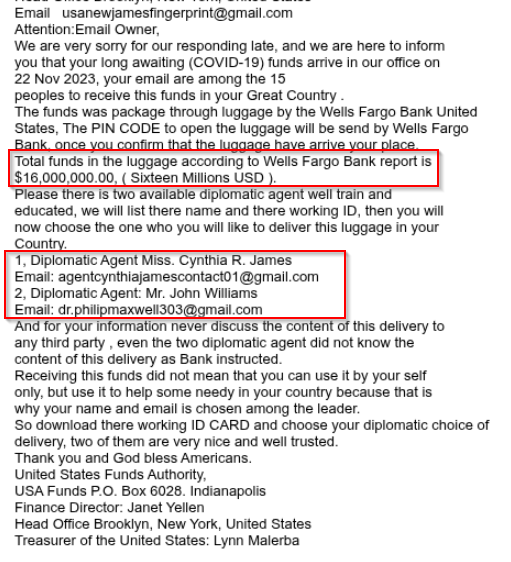 Head Office Brooklyn, New York, United States
Email   usanewjamesfingerprint@gmail.com
Attention:Email Owner,
We are very sorry for our responding late, and we are here to inform
you that your long awaiting (COVID-19) funds arrive in our office on
22 Nov 2023, your email are among the 15
peoples to receive this funds in your Great Country .
The funds was package through luggage by the Wells Fargo Bank United
States, The PIN CODE to open the luggage will be send by Wells Fargo
Bank, once you confirm that the luggage have arrive your place.
Total funds in the luggage according to Wells Fargo Bank report is
$16,000,000.00, ( Sixteen Millions USD ).
Please there is two available diplomatic agent well train and
educated, we will list there name and there working ID, then you will
now choose the one who you will like to deliver this luggage in your
Country.
1, Diplomatic Agent Miss. Cynthia R. James
Email: agentcynthiajamescontact01@gmail.com
2, Diplomatic Agent: Mr. John Williams
Email: dr.philipmaxwell303@gmail.com
And for your information never discuss the content of this delivery to
any third party , even the two diplomatic agent did not know the
content of this delivery as Bank instructed.
Receiving this funds did not mean that you can use it by your self
only, but use it to help some needy in your country because that is
why your name and email is chosen among the leader.
So download there working ID CARD and choose your diplomatic choice of
delivery, two of them are very nice and well trusted.
Thank you and God bless Americans.
United States Funds Authority,
USA Funds P.O. Box 6028. Indianapolis
Finance Director: Janet Yellen
Head Office Brooklyn, New York, United States
Treasurer of the United States: Lynn Malerba